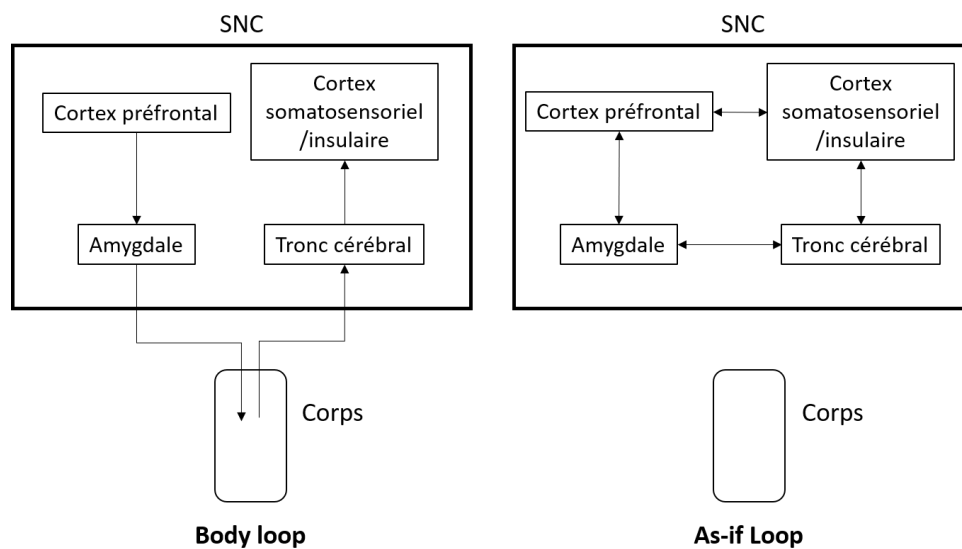 SNC
Cortex préfrontal
Cortex
somatosensoriel
/insulaire
Amygdale
Tronc cérébral
Corps
Body loop
SNC
Cortex préfrontal
Cortex
somatosensoriel
/insulaire
Amygdale
Tronc cérébral
Corps
As-if Loop